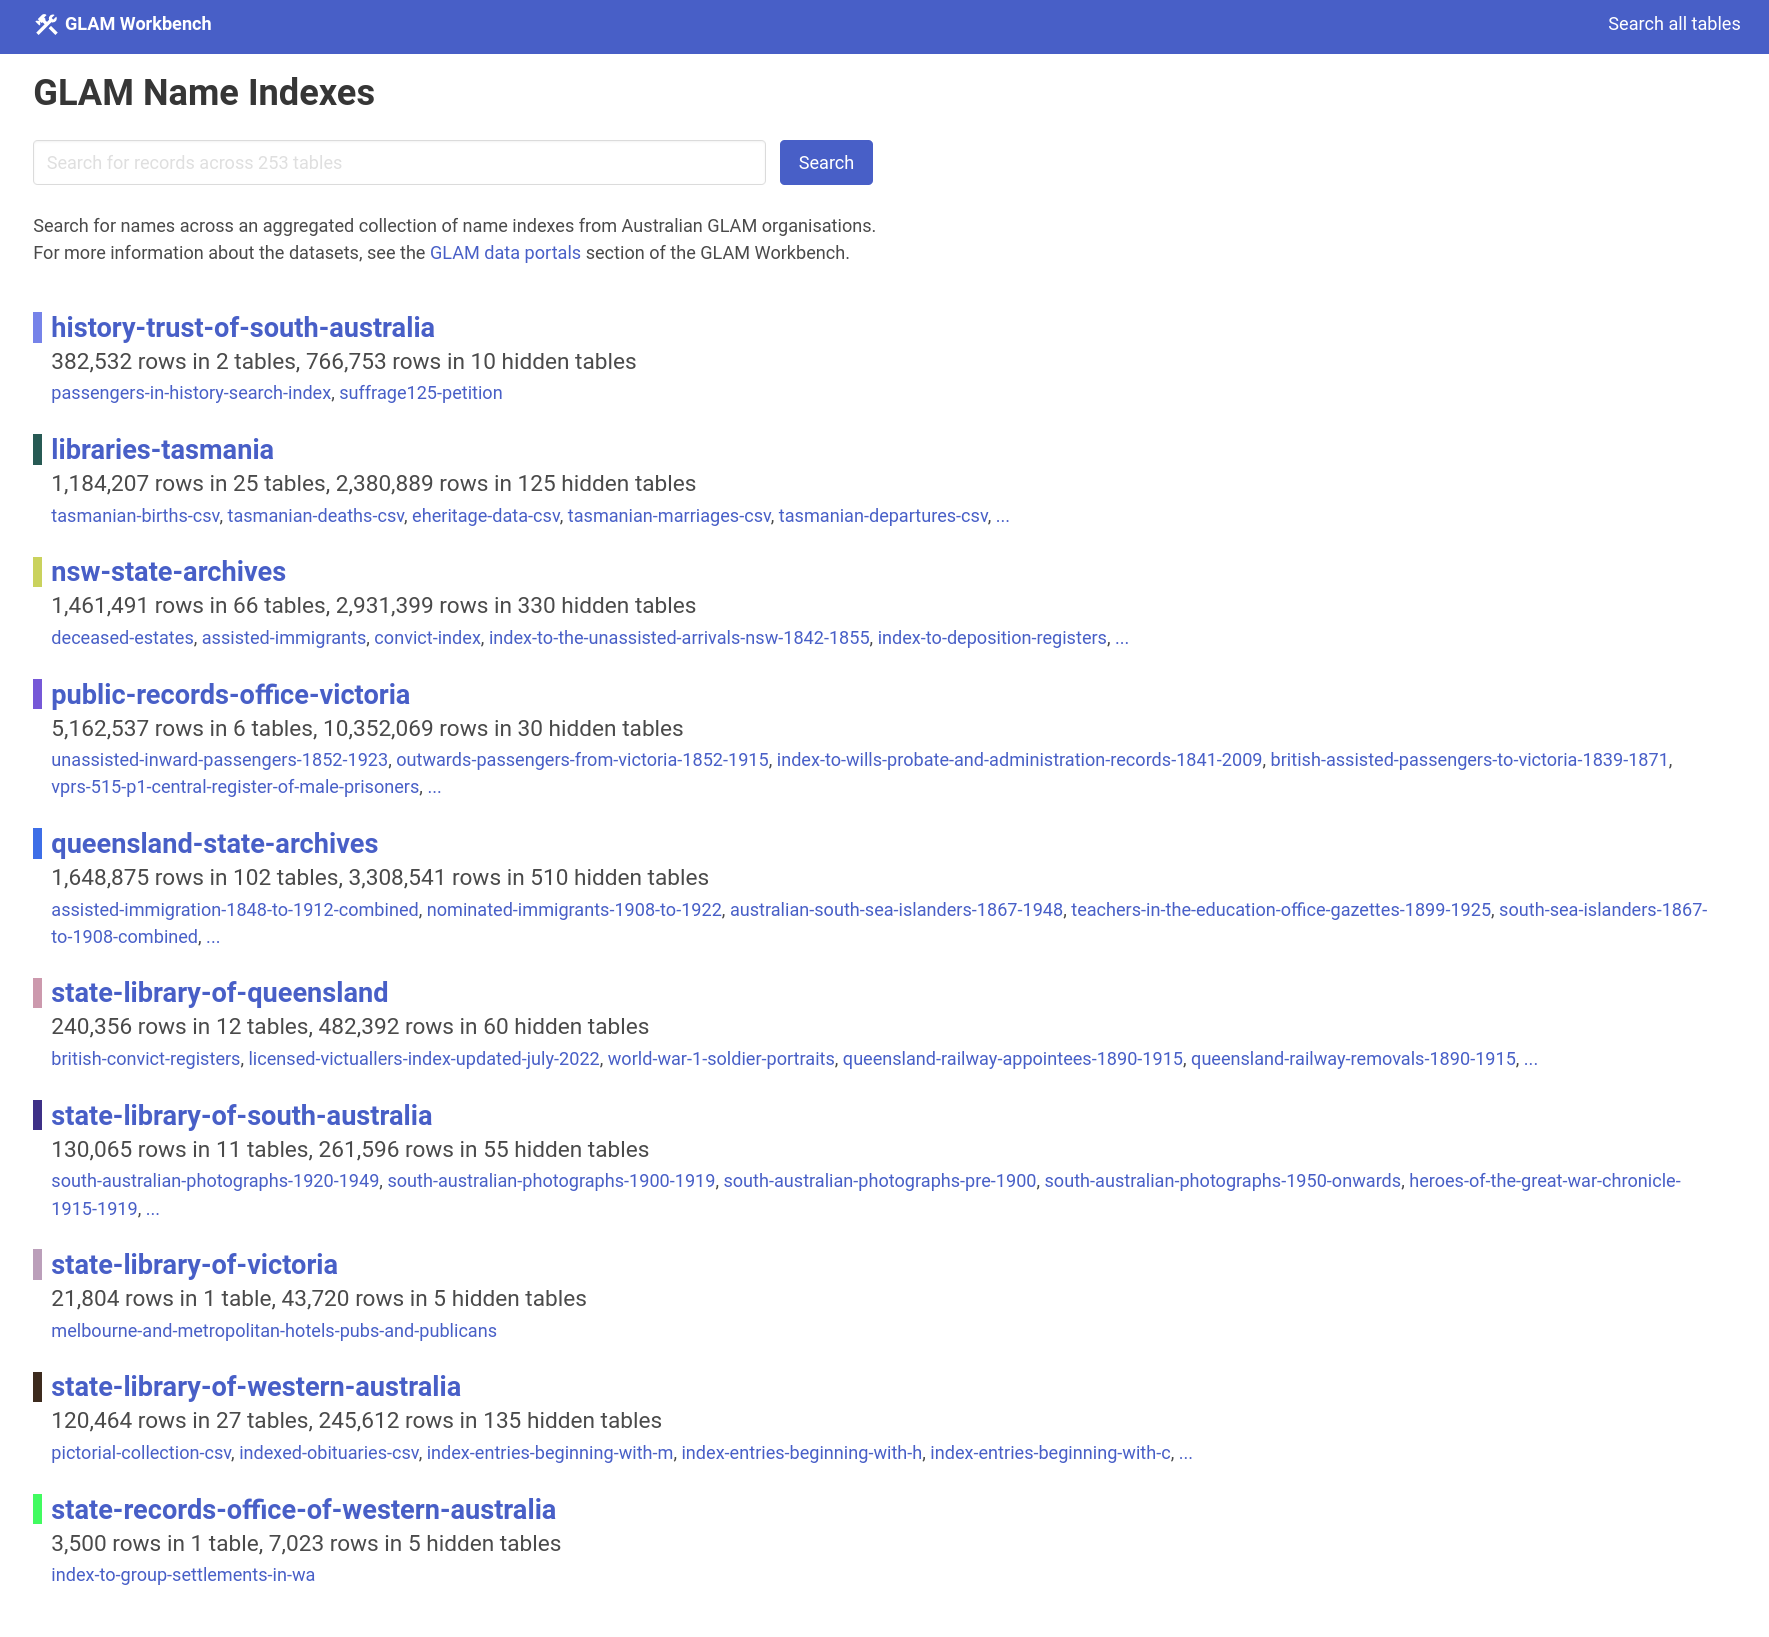 GLAM Workbench
Search all tables
GLAM Name Indexes
Search for records across 253 tables
Search
Search for names across an aggregated collection of name indexes from Australian GLAM organisations.
For more information about the datasets, see the GLAM data portals section of the GLAM Workbench.
history-trust-of-south-australia
382,532 rows in 2 tables, 766,753 rows in 10 hidden tables
passengers-in-history-search-index, suffrage125-petition
libraries-tasmania
1,184,207 rows in 25 tables, 2,380,889 rows in 125 hidden tables
tasmanian-births-csv, tasmanian-deaths-csv, eheritage-data-csv, tasmanian-marriages-csv, tasmanian-departures-csv, ...
nsw-state-archives
1,461,491 rows in 66 tables, 2,931,399 rows in 330 hidden tables
deceased-estates, assisted-immigrants, convict-index, index-to-the-unassisted-arrivals-nsw-1842-1855, index-to-deposition-registers, ...
public-records-office-victoria
5,162,537 rows in 6 tables, 10,352,069 rows in 30 hidden tables
unassisted-inward-passengers-1852-1923, outwards-passengers-from-victoria-1852-1915, index-to-wills-probate-and-administration-records-1841-2009, british-assisted-passengers-to-victoria-1839-1871,
vprs-515-p1-central-register-of-male-prisoners, ...
queensland-state-archives
1,648,875 rows in 102 tables, 3,308,541 rows in 510 hidden tables
assisted-immigration-1848-to-1912-combined, nominated-immigrants-1908-to-1922, australian-south-sea-islanders-1867-1948, teachers-in-the-education-office-gazettes-1899-1925, south-sea-islanders-1867-
to-1908-combined, ...
state-library-of-queensland
240,356 rows in 12 tables, 482,392 rows in 60 hidden tables
british-convict-registers, licensed-victuallers-index-updated-july-2022, world-war-1-soldier-portraits, queensland-railway-appointees-1890-1915, queensland-railway-removals-1890-1915, ...
state-library-of-south-australia
130,065 rows in 11 tables, 261,596 rows in 55 hidden tables
south-australian-photographs-1920-1949, south-australian-photographs-1900-1919, south-australian-photographs-pre-1900, south-australian-photographs-1950-onwards, heroes-of-the-great-war-chronicle-
1915-1919, ...
state-library-of-victoria
21,804 rows in 1 table, 43,720 rows in 5 hidden tables
melbourne-and-metropolitan-hotels-pubs-and-publicans
state-library-of-western-australia
120,464 rows in 27 tables, 245,612 rows in 135 hidden tables
pictorial-collection-csv, indexed-obituaries-csv, index-entries-beginning-with-m, index-entries-beginning-with-h, index-entries-beginning-with-c, ...
state-records-office-of-western-australia
3,500 rows in 1 table, 7,023 rows in 5 hidden tables
index-to-group-settlements-in-wa